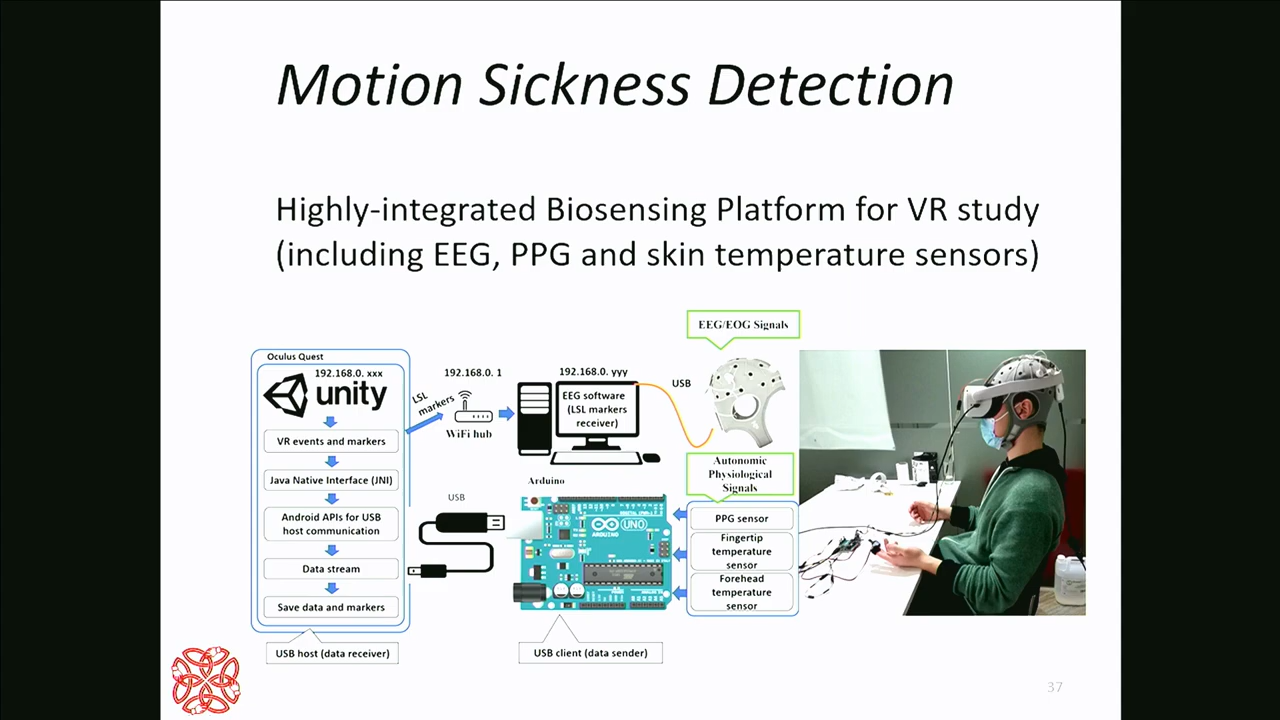 Motion Sickness Detection
Highly-integrated Biosensing Platform for VR study
(including EEG, PPG and skin temperature sensors)
Oculus Quest
192.168.0. xxx
unity
VR events and markers
Java Native Interface (JNI)
Android APIs for USB
host communication
Data stream
Save data and markers
USB host (data receiver)
LSL
markers
192.168.0. 1
WiFi hub
192.168.0. yyy
EEG software
(LSL markers
receiver)
USB
EEG/EOG Signals
USB
Arduino
UNO
ARDUINO
USB client (data sender)
Autonomic
Physiological
Signals
PPG sensor
Fingertip
temperature
sensor
Forehead
temperature
sensor
37